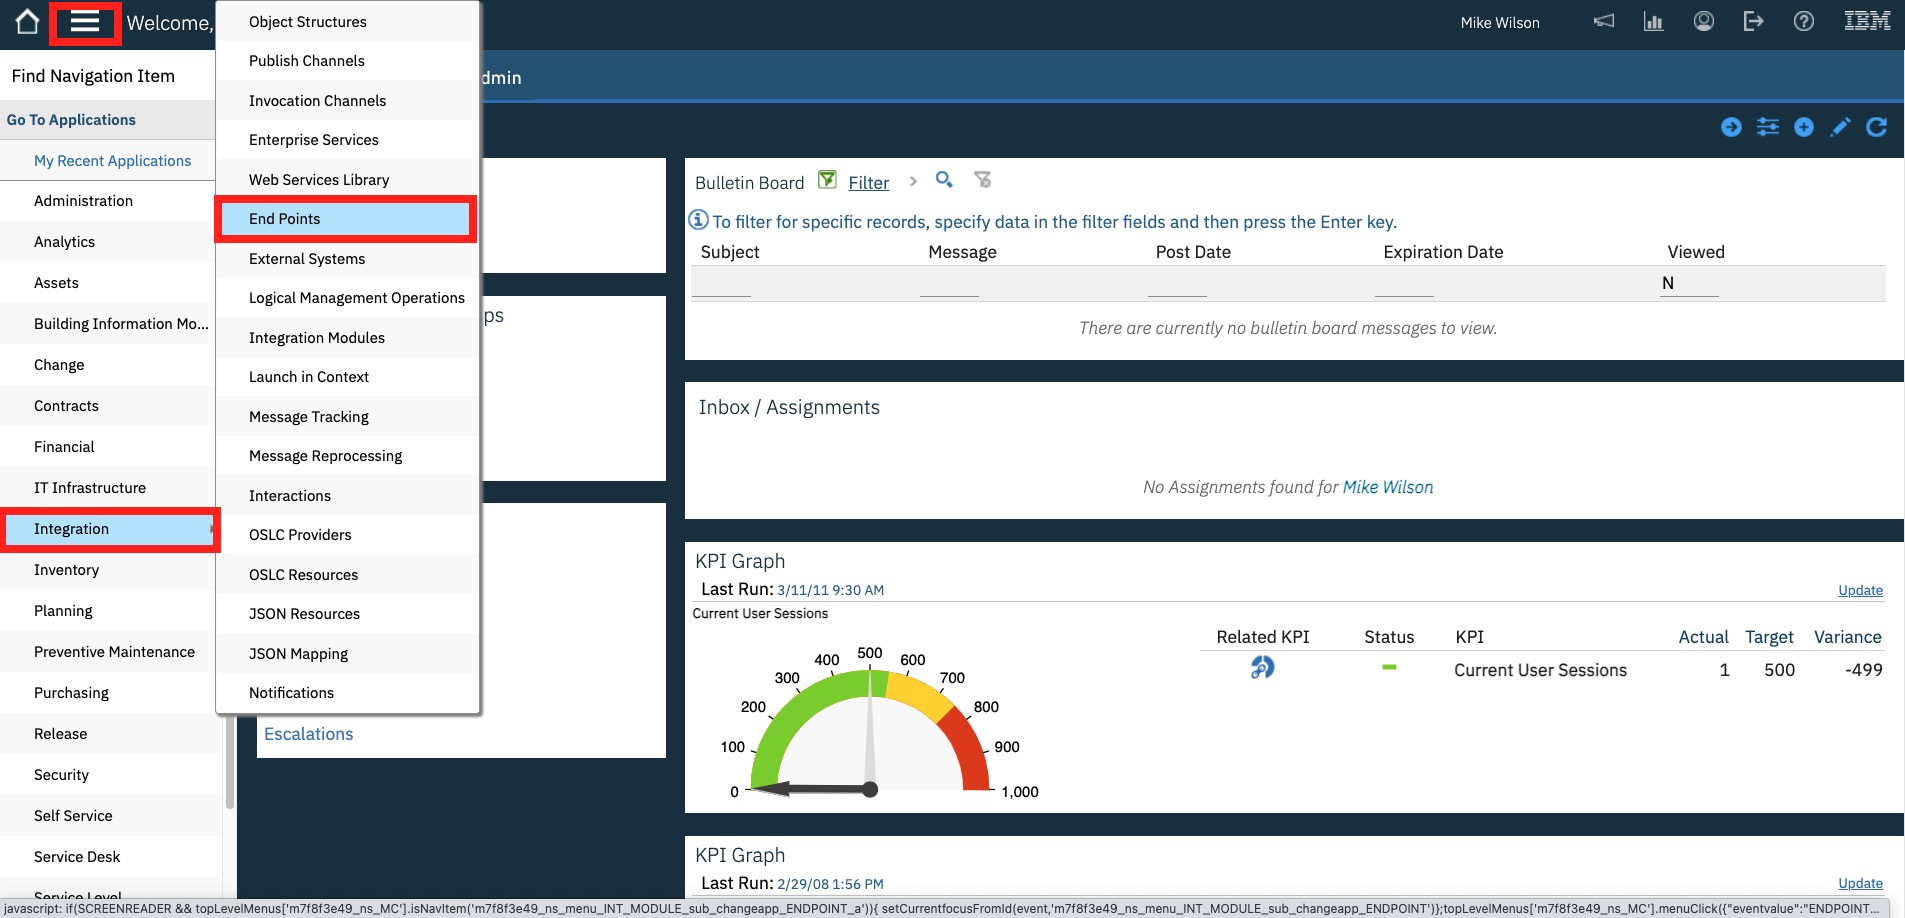 Welcome,
Mike Wilson
IBM
Find Navigation Item
Go To Applications
My Recent Applications
Administration
Analytics
Assets
Building Information Mo...
Change
Contracts
Financial
IT Infrastructure
Integration
Inventory
Planning
Preventive Maintenance
Purchasing
Release
Security
Self Service
Service Desk
Service Level
Object Structures
Publish Channels
Invocation Channels
Enterprise Services
Web Services Library
End Points
External Systems
Logical Management Operations
Integration Modules
Launch in Context
Message Tracking
Message Reprocessing
Interactions
OSLC Providers
OSLC Resources
JSON Resources
JSON Mapping
Notifications
dmin
ps
Escalations
Bulletin Board Filter >
To filter for specific records, specify data in the filter fields and then press the Enter key.
Subject Message Post Date Expiration Date Viewed
N
There are currently no bulletin board messages to view.
Inbox / Assignments
No Assignments found for Mike Wilson
KPI Graph
Last Run: 3/11/11 9:30 AM Update
Current User Sessions
0 100 200 300 400 500 600 700 800 900 1,000
Related KPI Status KPI Actual Target Variance
Current User Sessions 1 500 -499
KPI Graph
Last Run: 2/29/08 1:56 PM Update
javascript: if(SCREENREADER && topLevelMenus['m7f8f3e49_ns_MC'].isNavItem('m7f8f3e49_ns_menu_INT_MODULE_sub_changeapp_ENDPOINT_a')){ setCurrentfocusFromId(event,'m7f8f3e49_ns_menu_INT_MODULE_sub_changeapp_ENDPOINT')};topLevelMenus['m7f8f3e49_ns_MC'].menuClick({"eventvalue":"ENDPOINT...